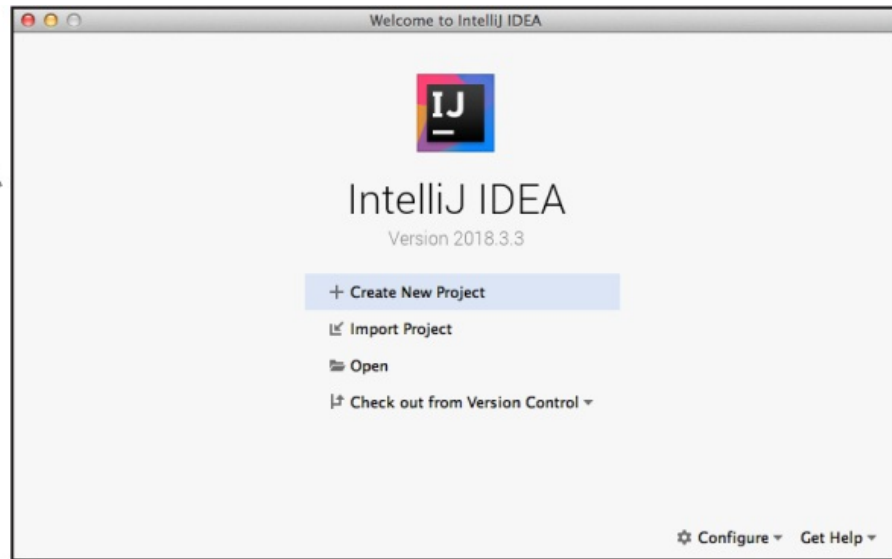 Welcome to IntelliJ IDEA
IJ
IntelliJ IDEA
Version 2018.3.3
Create New Project
Import Project
Open
Check out from Version Control
Configure Get Help